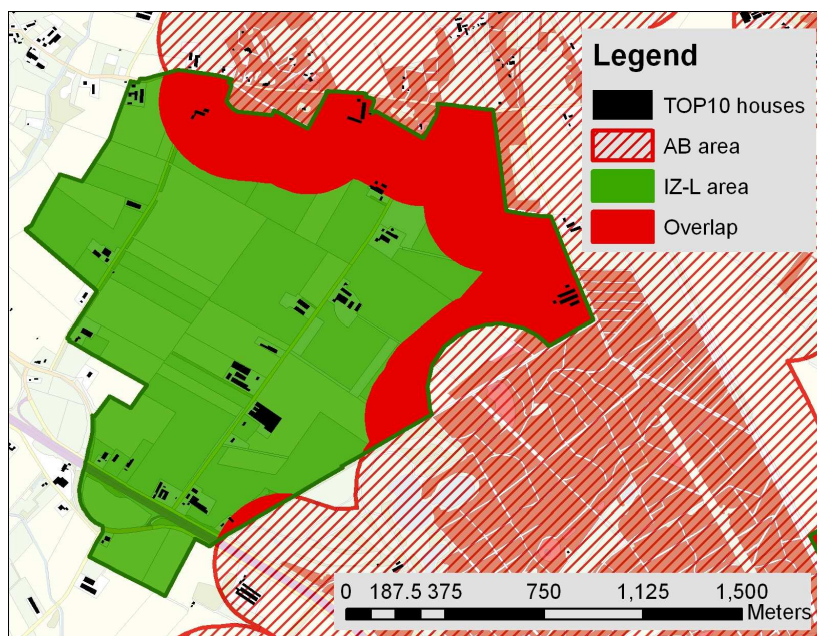 Legend
TOP10 houses
AB area
IZ-L area
Overlap
0 187.5 375 750 1,125 1,500
Meters